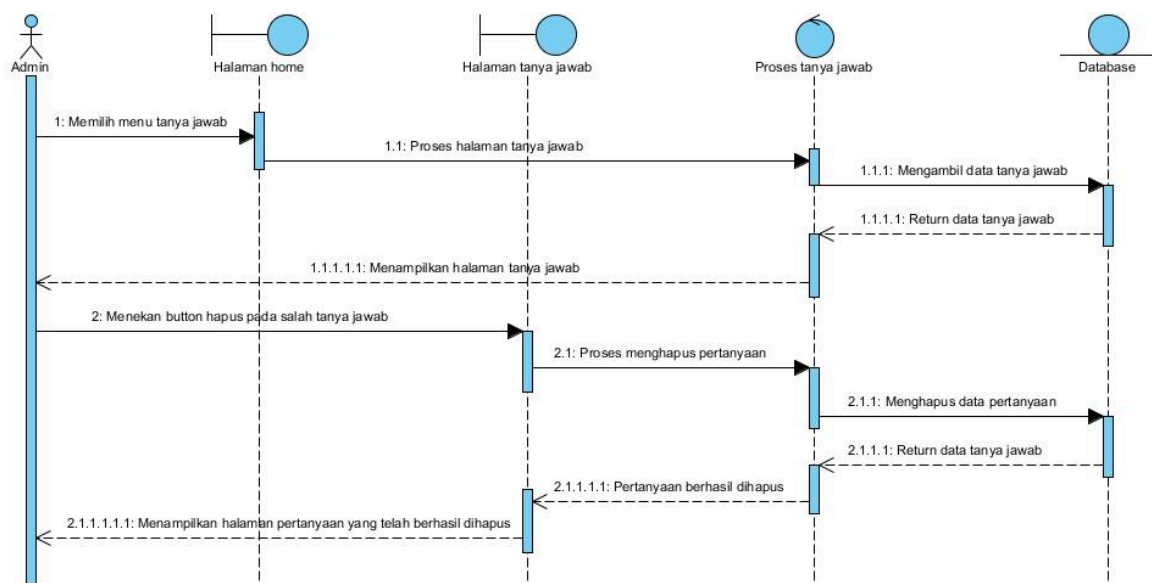 Admin
Halaman home
Halaman tanya jawab
Proses tanya jawab
Database
1: Memilih menu tanya jawab
1.1: Proses halaman tanya jawab
1.1.1: Mengambil data tanya jawab
1.1.1.1: Return data tanya jawab
1.1.1.1.1: Menampilkan halaman tanya jawab
2: Menekan button hapus pada salah tanya jawab
2.1: Proses menghapus pertanyaan
2.1.1: Menghapus data pertanyaan
2.1.1.1: Return data tanya jawab
2.1.1.1.1: Pertanyaan berhasil dihapus
2.1.1.1.1.1: Menampilkan halaman pertanyaan yang telah berhasil dihapus